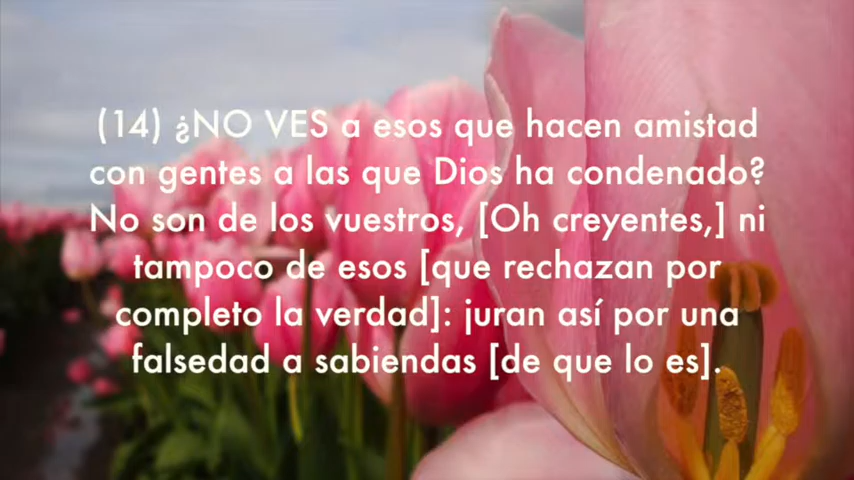 (14) ¿NO VES a esos que hacen amistad
con gentes a las que Dios ha condenado?
No son de los vuestros, [Oh creyentes,] ni
tampoco de esos [que rechazan por
completo la verdad]: juran así por una
falsedad a sabiendas [de que lo es].